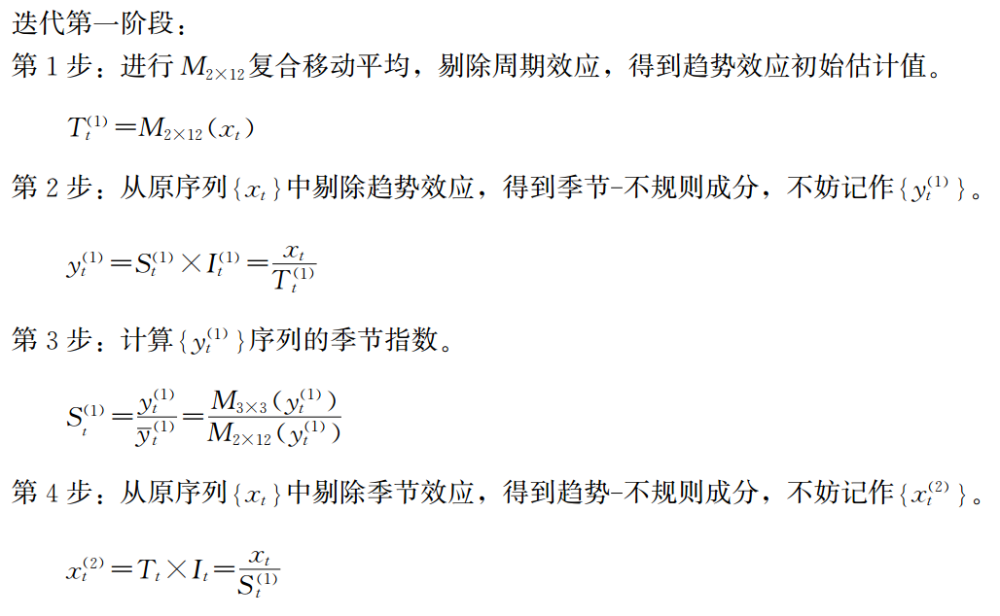 迭代第一阶段：
第 1 步：进行 M_{2×12} 复合移动平均，剔除周期效应，得到趋势效应初始估计值。
T_t^{(1)}=M_{2×12}(x_t)
第 2 步：从原序列{x_t}中剔除趋势效应，得到季节-不规则成分，不妨记作{y_t^{(1)}}。
y_t^{(1)}=S_t^{(1)}×I_t^{(1)}=\frac{x_t}{T_t^{(1)}}
第 3 步：计算{y_t^{(1)}}序列的季节指数。
S_t^{(1)}=\frac{y_t^{(1)}}{\overline{y}_t^{(1)}}=\frac{M_{3×3}(y_t^{(1)})}{M_{2×12}(y_t^{(1)})}
第 4 步：从原序列{x_t}中剔除季节效应，得到趋势-不规则成分，不妨记作{x_t^{(2)}}。
x_t^{(2)}=T_t×I_t=\frac{x_t}{S_t^{(1)}}